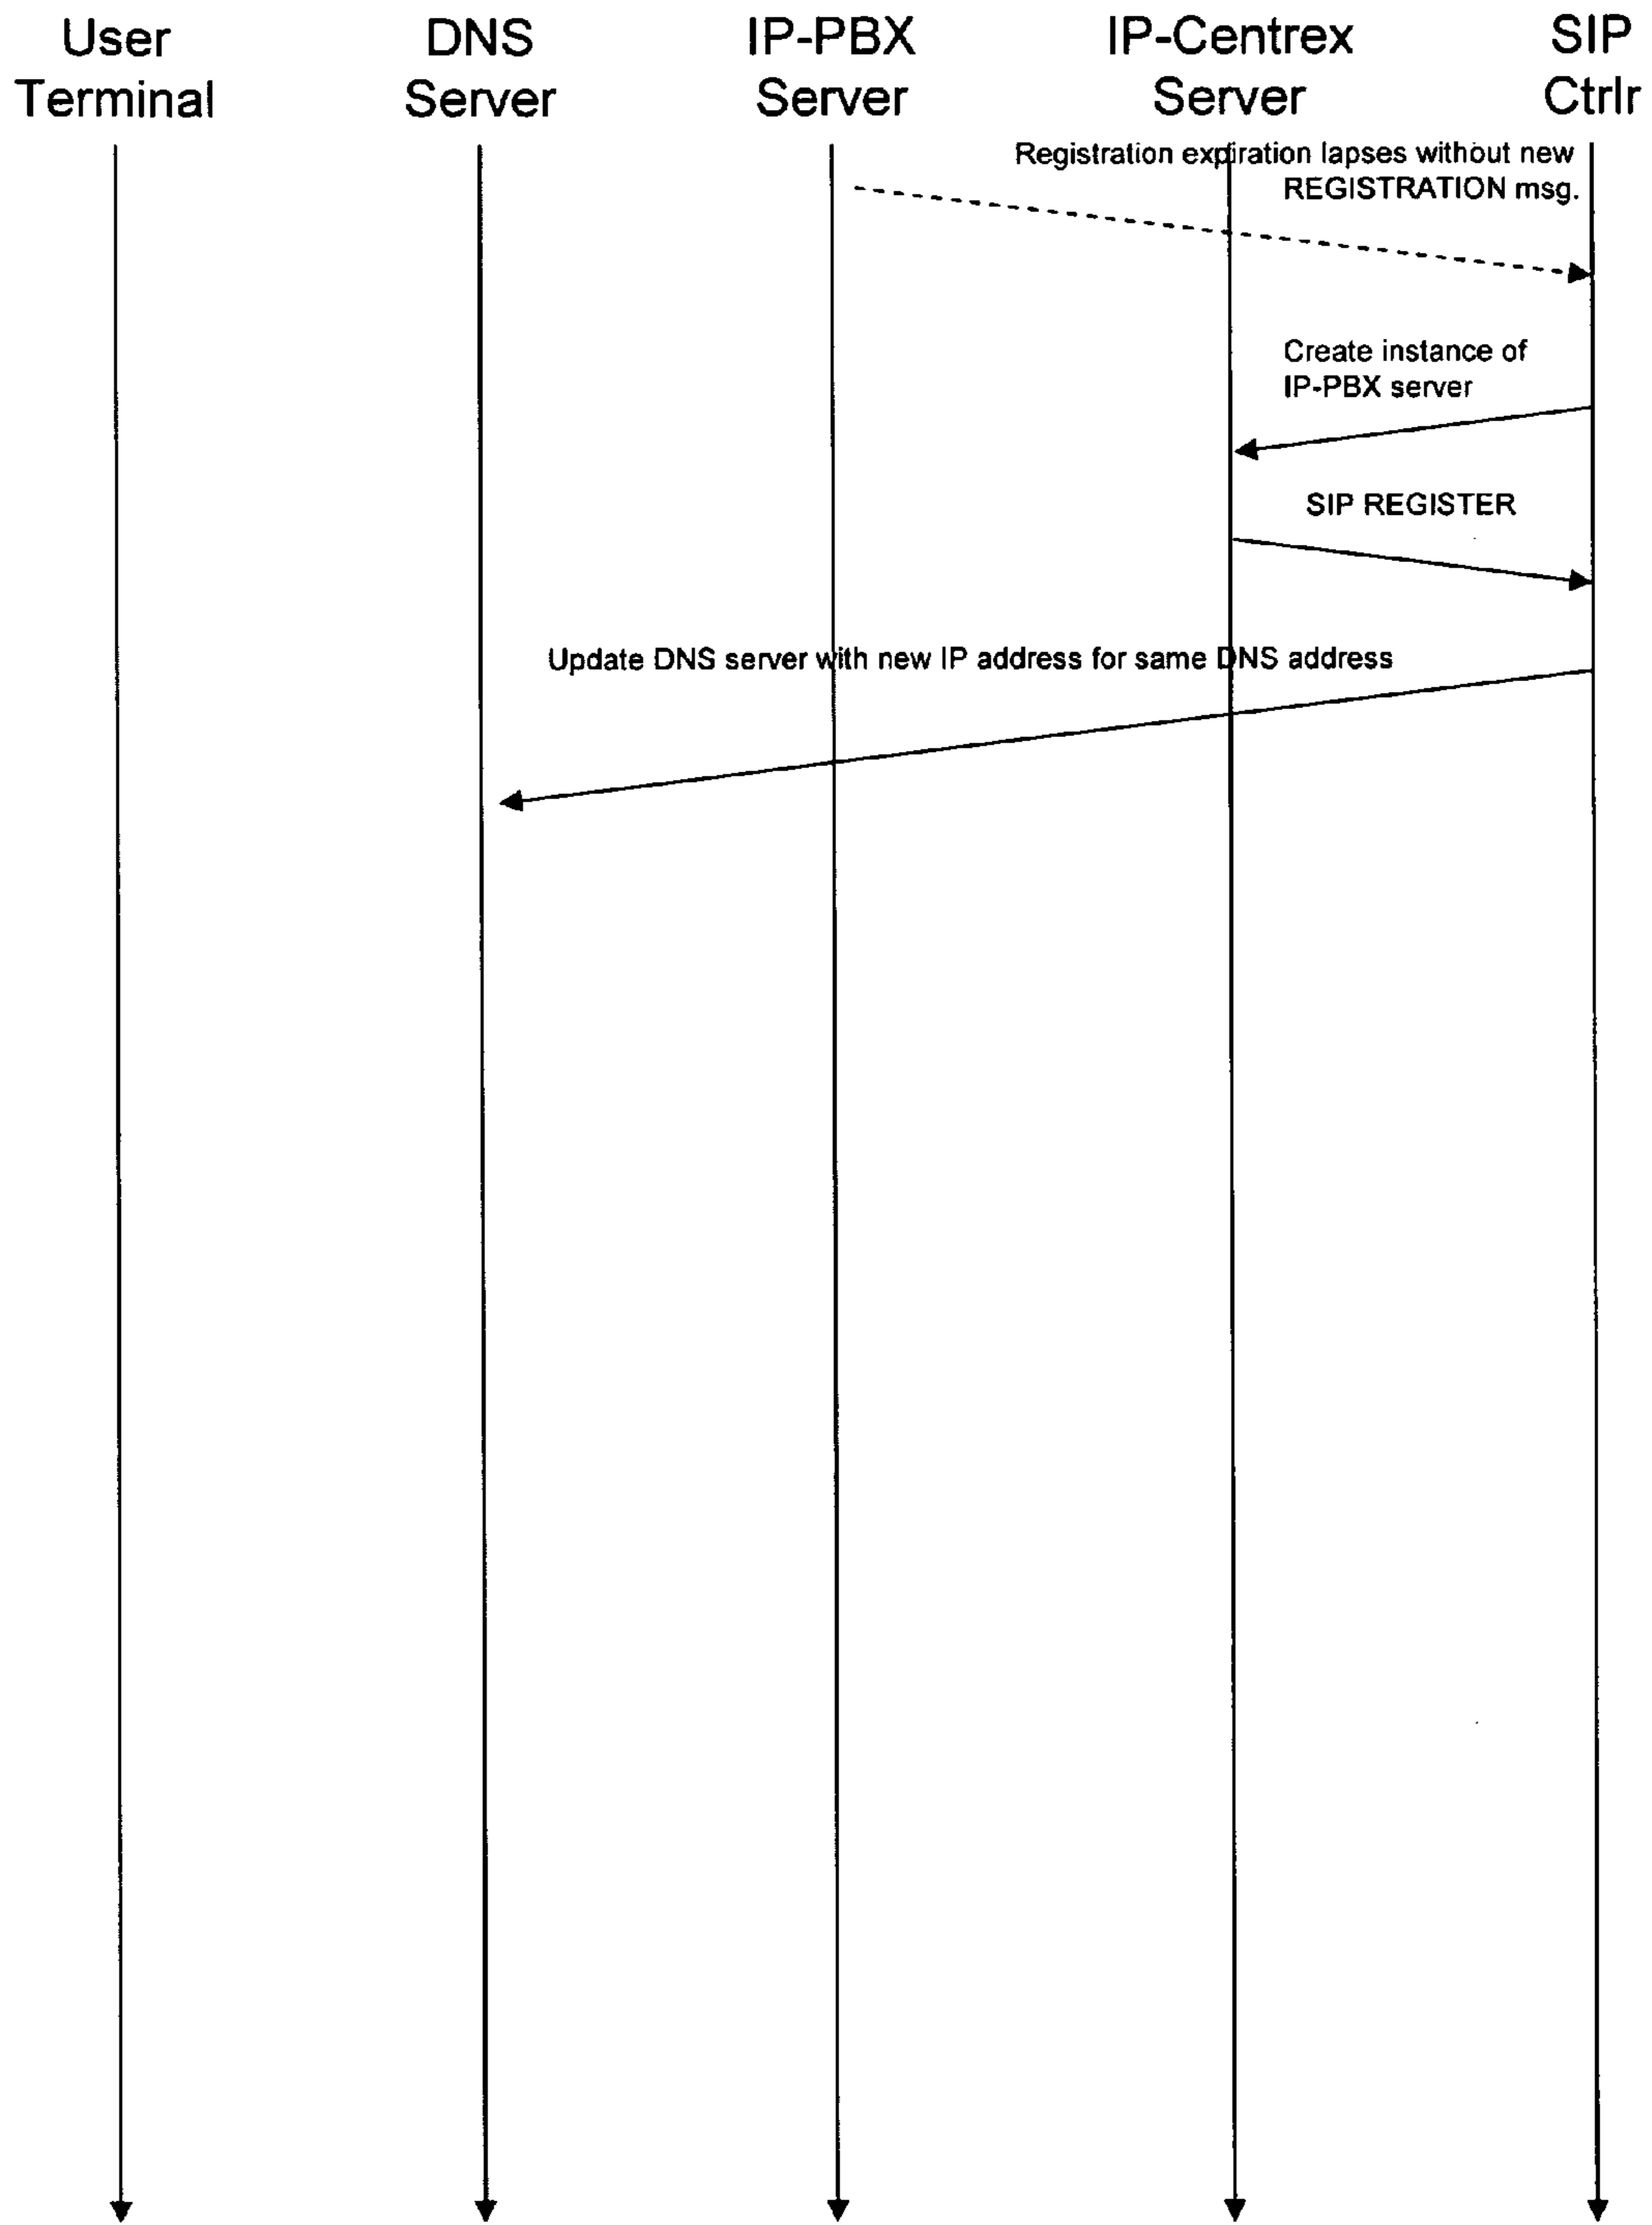 User
Terminal
DNS
Server
IP-PBX
Server
IP-Centrex
Server
SIP
Ctrlr
Registration expiration lapses without new
REGISTRATION msg.
Create instance of
IP-PBX server
SIP REGISTER
Update DNS server with new IP address for same DNS address